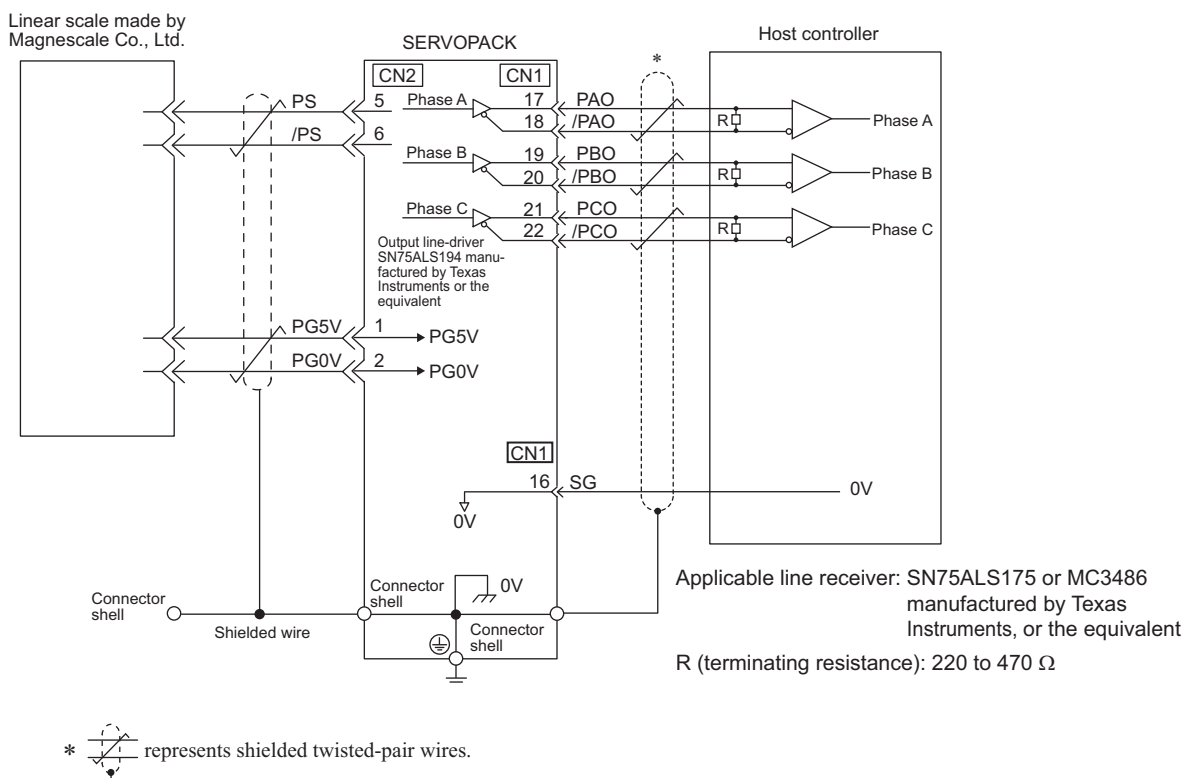 Linear scale made by
Magnescale Co., Ltd.
SERVOPACK
Host controller
CN2
CN1
*
PS
5
Phase A
17
PAO
/PS
6
18
/PAO
R
Phase A
Phase B
19
PBO
20
/PBO
R
Phase B
Phase C
21
PCO
22
/PCO
R
Phase C
Output line-driver
SN75ALS194 manu-
factured by Texas
Instruments or the
equivalent
PG5V
1
PG5V
PG0V
2
PG0V
CN1
16
SG
0V
0V
Connector
shell
Shielded wire
Connector
shell
0V
Connector
shell
Applicable line receiver: SN75ALS175 or MC3486
manufactured by Texas
Instruments, or the equivalent
R (terminating resistance): 220 to 470 Ω
* represents shielded twisted-pair wires.